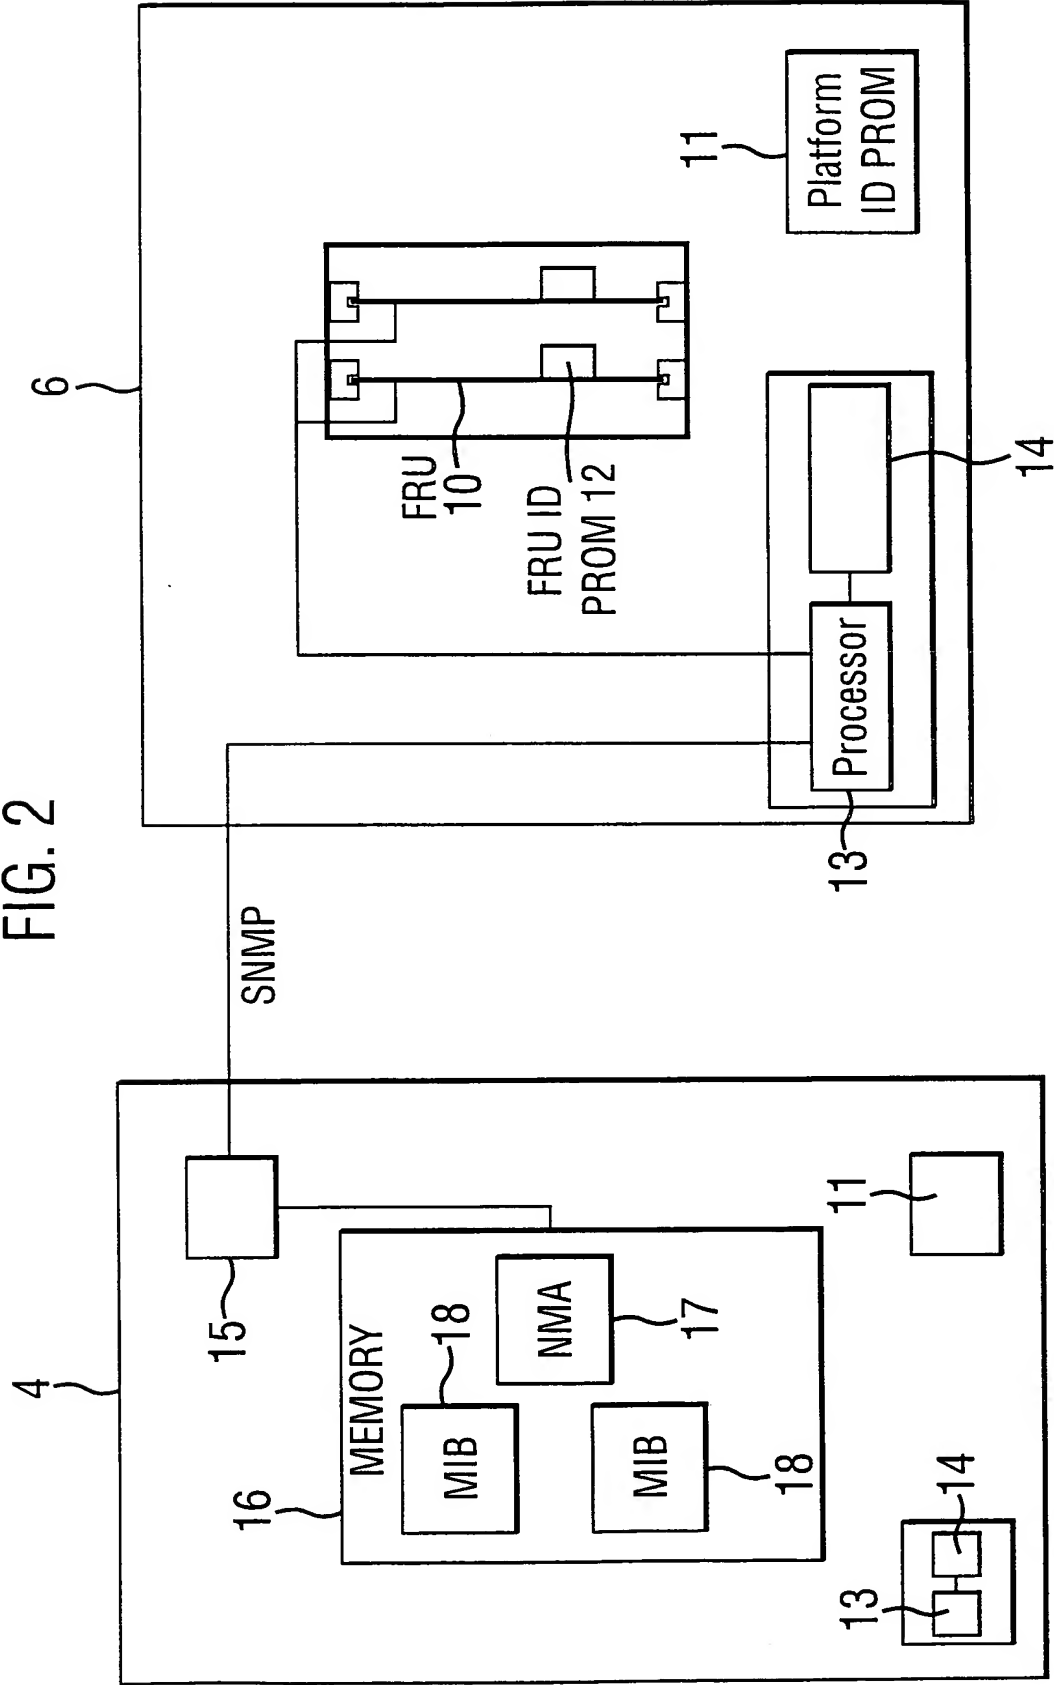 FIG. 2
4
15
SNMP
16
MEMORY
MIB
18
NMA
17
MIB
18
11
13
14
6
FRU
10
FRU ID
PROM 12
11
Platform
ID PROM
Processor
13
14